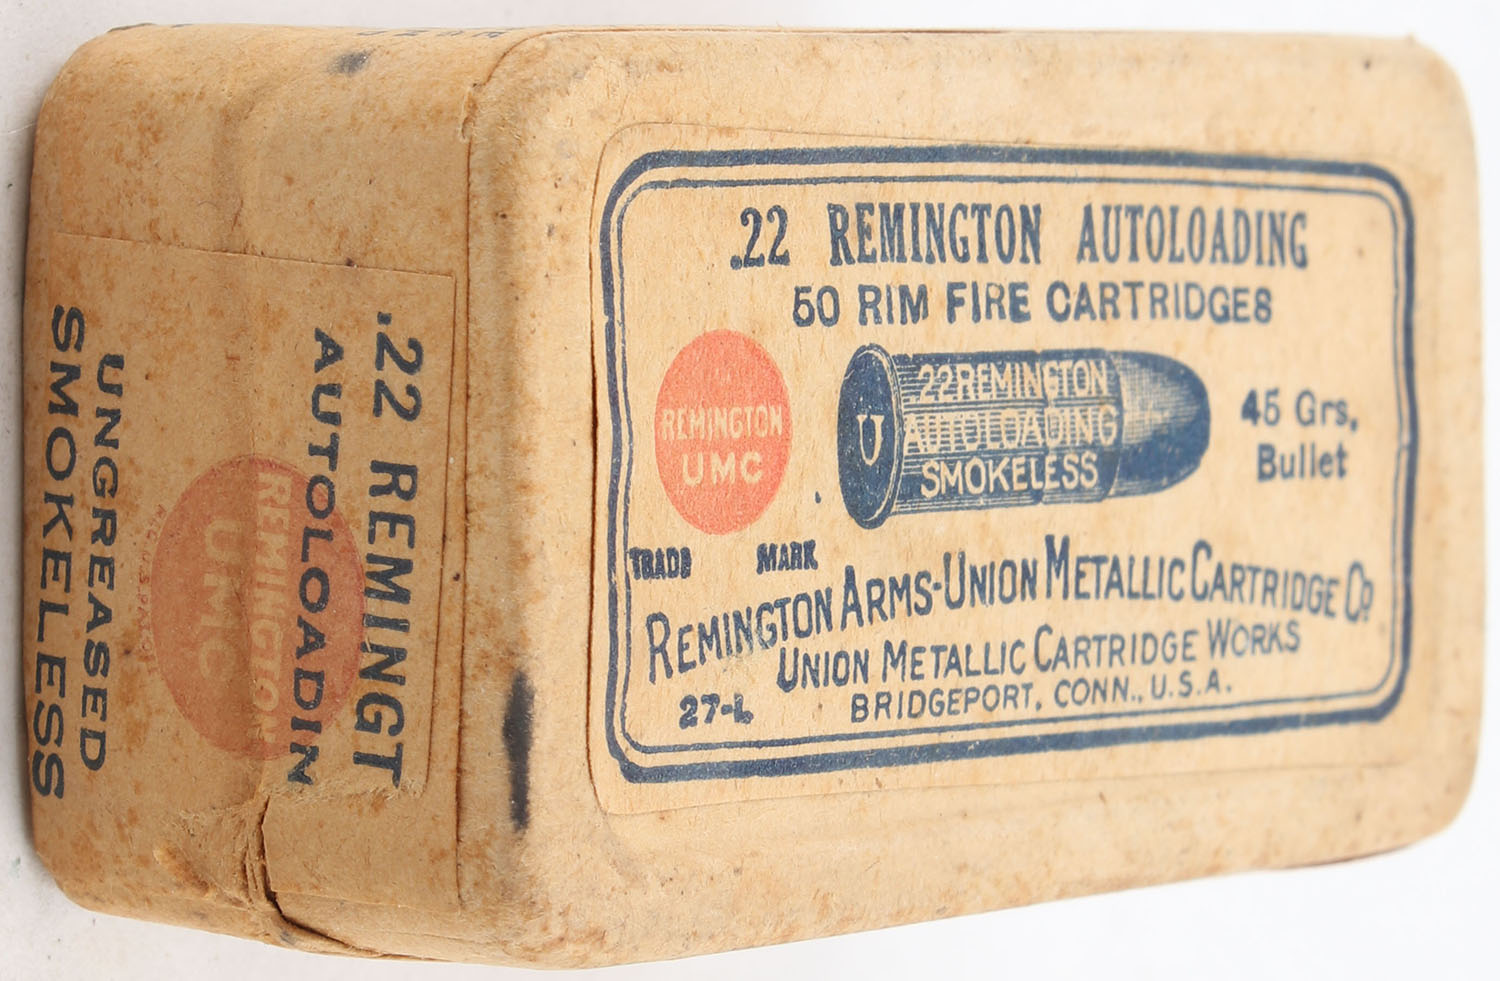 .22 REMINGTON AUTOLOADING
50 RIM FIRE CARTRIDGES
REMINGTON
UMC
TRADE MARK
U
.22 REMINGTON
AUTOLOADING
SMOKELESS
45 Grs.
Bullet
REMINGTON ARMS-UNION METALLIC CARTRIDGE CO.
UNION METALLIC CARTRIDGE WORKS
27-L
BRIDGEPORT, CONN., U.S.A.
.22 REMINGT
AUTOLOADIN
REMINGTON
UMC
UNGREASED
SMOKELESS